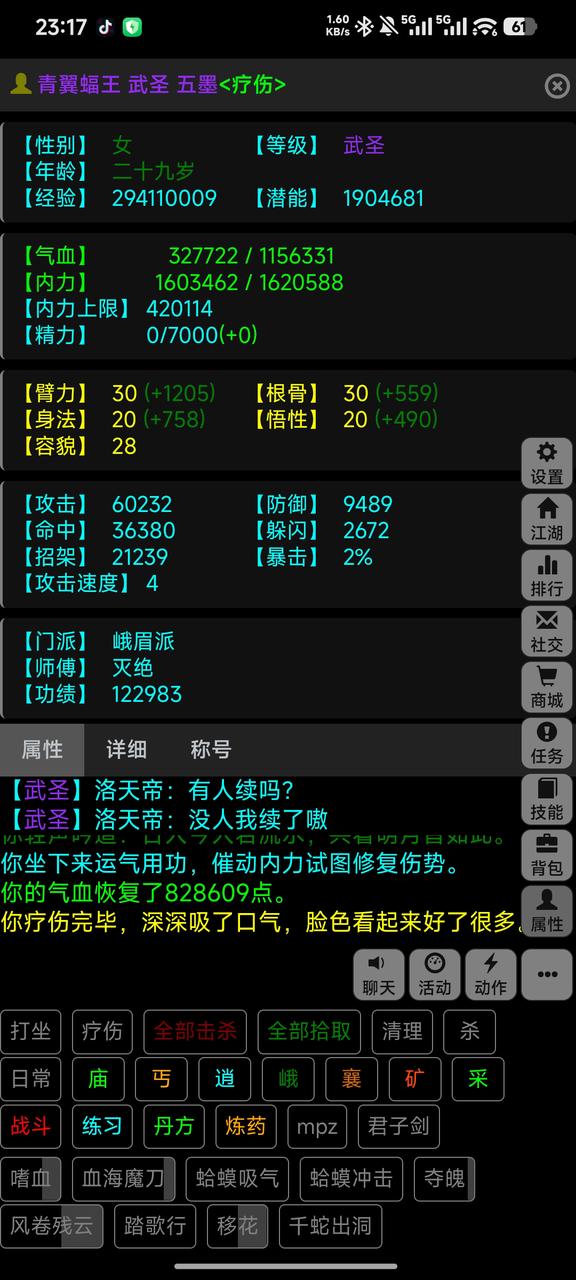 23:17 1.60 KB/s 5G 5G 6 61
青翼蝠王 武圣 五墨<疗伤>
【性别】 女 【等级】 武圣
【年龄】 二十九岁
【经验】 294110009 【潜能】 1904681
【气血】 327722 / 1156331
【内力】 1603462 / 1620588
【内力上限】 420114
【精力】 0/7000(+0)
【臂力】 30 (+1205) 【根骨】 30 (+559)
【身法】 20 (+758) 【悟性】 20 (+490)
【容貌】 28
设置
【攻击】 60232 【防御】 9489
【命中】 36380 【躲闪】 2672
江湖
【招架】 21239 【暴击】 2%
【攻击速度】 4
排行
【门派】 峨眉派
社交
【师傅】 灭绝
【功绩】 122983
商城
属性 详细 称号
任务
【武圣】洛天帝：有人续吗？
【武圣】洛天帝：没人我续了嗷
技能
你坐下来运气用功，催动内力试图修复伤势。
背包
你的气血恢复了828609点。
你疗伤完毕，深深吸了口气，脸色看起来好了很多。
属性
聊天 活动 动作 •••
打坐 疗伤 全部击杀 全部拾取 清理 杀
日常 庙 丐 逍 峨 襄 矿 采
战斗 练习 丹方 炼药 mpz 君子剑
嗜血 血海魔刀 蛤蟆吸气 蛤蟆冲击 夺魄
风卷残云 踏歌行 移花 千蛇出洞